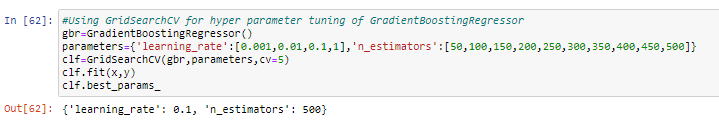 In [62]: #Using GridSearchCV for hyper parameter tuning of GradientBoostingRegressor
gbr=GradientBoostingRegressor()
parameters={'learning_rate':[0.001,0.01,0.1,1],'n_estimators':[50,100,150,200,250,300,350,400,450,500]}
clf=GridSearchCV(gbr,parameters,cv=5)
clf.fit(x,y)
clf.best_params_
Out[62]: {'learning_rate': 0.1, 'n_estimators': 500}